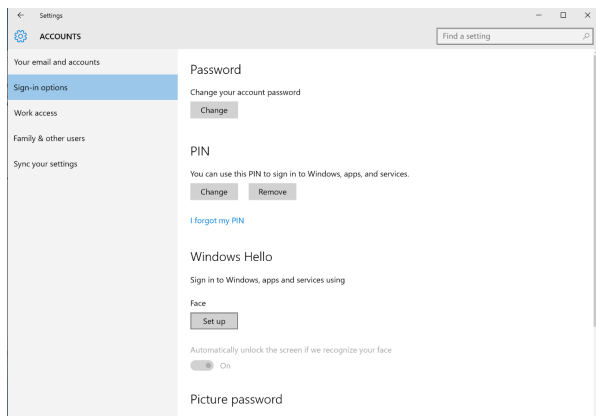 Settings
ACCOUNTS
Find a setting
Your email and accounts
Sign-in options
Work access
Family & other users
Sync your settings
Password
Change your account password
Change
PIN
You can use this PIN to sign in to Windows, apps, and services.
Change Remove
I forgot my PIN
Windows Hello
Sign in to Windows, apps and services using
Face
Set up
Automatically unlock the screen if we recognize your face
On
Picture password